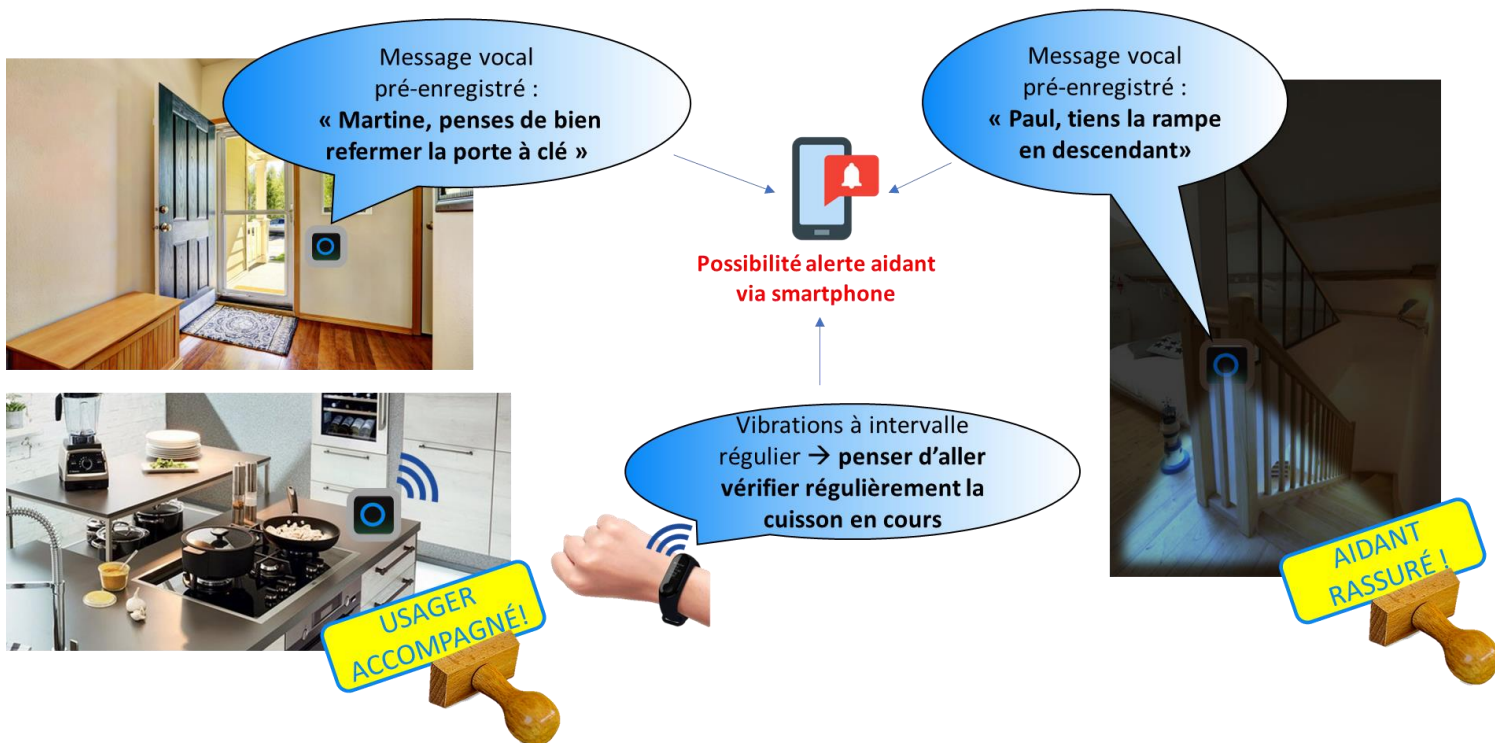 Message vocal
pré-enregistré :
« Martine, penses de bien
refermer la porte à clé »
Message vocal
pré-enregistré :
« Paul, tiens la rampe
en descendant»
Possibilité alerte aidant
via smartphone
Vibrations à intervalle
régulier → penser d’aller
vérifier régulièrement la
cuisson en cours
USAGER
ACCOMPAGNÉ!
AIDANT
RASSURÉ !